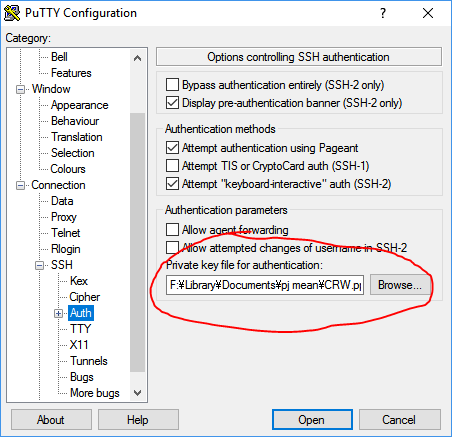 PuTTY Configuration
?
Category:
Bell
Features
Window
Appearance
Behaviour
Translation
Selection
Colours
Connection
Data
Proxy
Telnet
Rlogin
SSH
Kex
Cipher
Auth
TTY
X11
Tunnels
Bugs
More bugs
Options controlling SSH authentication
Bypass authentication entirely (SSH-2 only)
Display pre-authentication banner (SSH-2 only)
Authentication methods
Attempt authentication using Pageant
Attempt TIS or CryptoCard auth (SSH-1)
Attempt "keyboard-interactive" auth (SSH-2)
Authentication parameters
Allow agent forwarding
Allow attempted changes of username in SSH-2
Private key file for authentication:
F:¥Library¥Documents¥pj mean¥CRW.pp
Browse...
About
Help
Open
Cancel